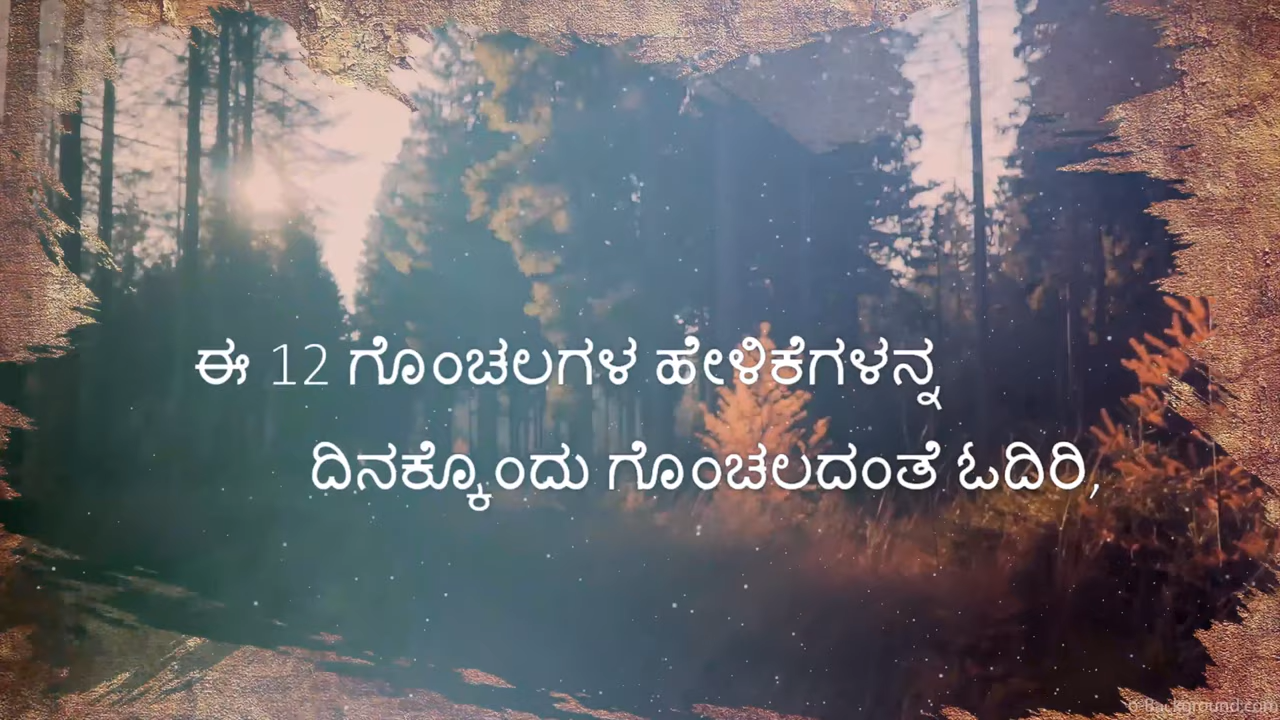 ಈ 12 ಗೊಂಚಲಗಳ ಹೇಳಿಕೆಗಳನ್ನ
ದಿನಕ್ಕೊಂದು ಗೊಂಚಲದಂತೆ ಓದಿರಿ,